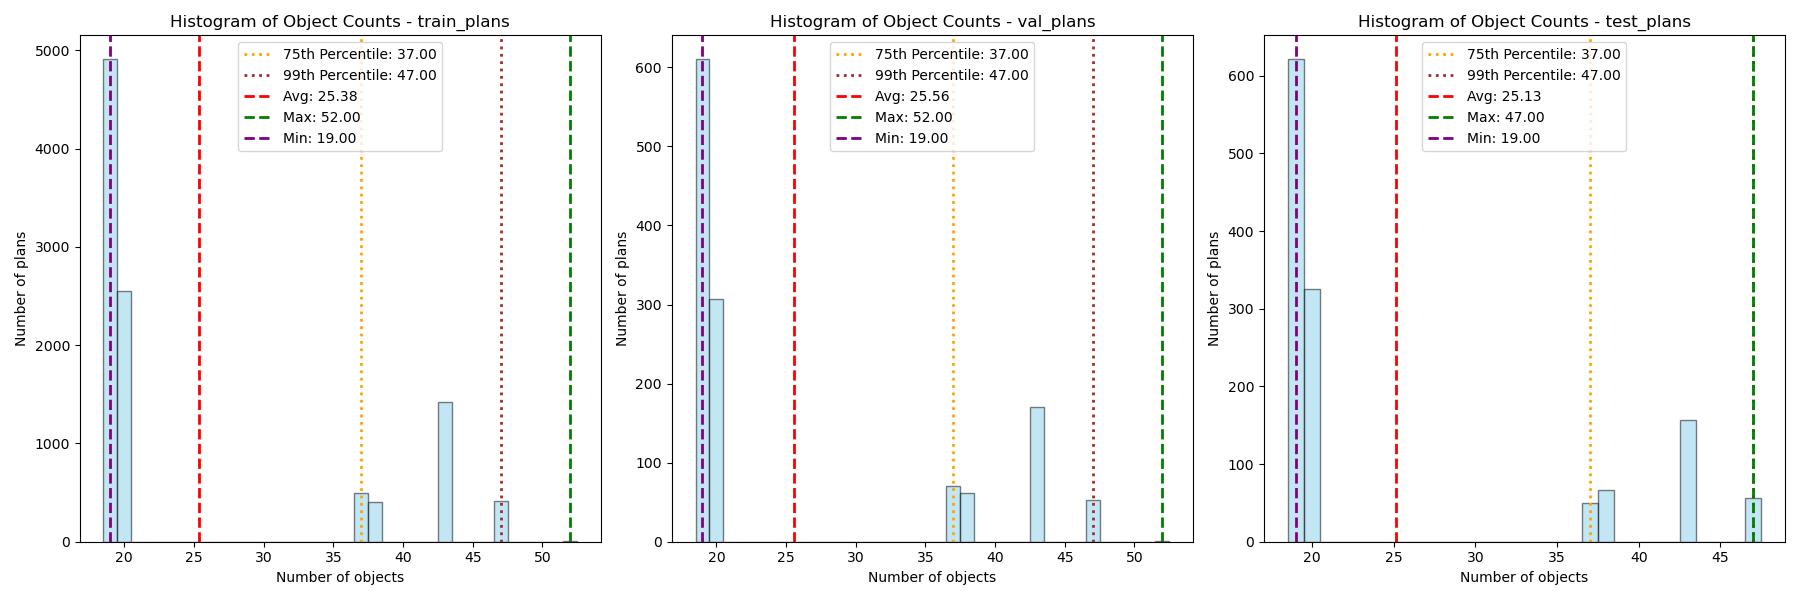 Histogram of Object Counts - train_plans
75th Percentile: 37.00
99th Percentile: 47.00
Avg: 25.38
Max: 52.00
Min: 19.00
5000
4000
3000
2000
1000
0
Number of plans
20 25 30 35 40 45 50
Number of objects
Histogram of Object Counts - val_plans
75th Percentile: 37.00
99th Percentile: 47.00
Avg: 25.56
Max: 52.00
Min: 19.00
600
500
400
300
200
100
0
Number of plans
20 25 30 35 40 45 50
Number of objects
Histogram of Object Counts - test_plans
75th Percentile: 37.00
99th Percentile: 47.00
Avg: 25.13
Max: 47.00
Min: 19.00
600
500
400
300
200
100
0
Number of plans
20 25 30 35 40 45
Number of objects